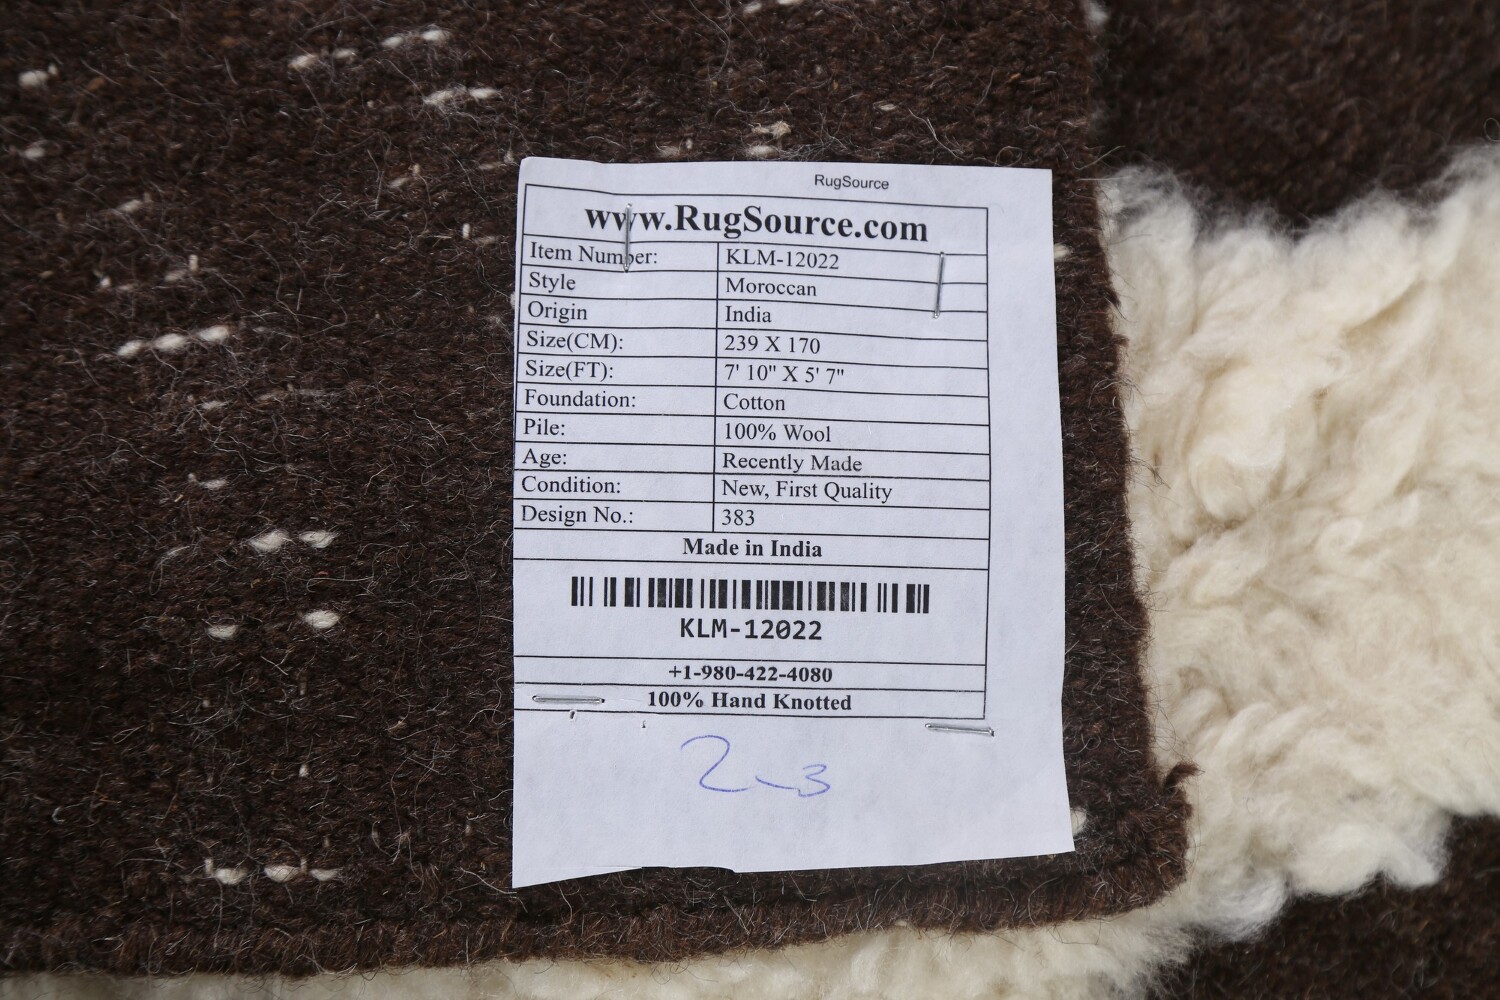 RugSource
www.RugSource.com
Item Number: KLM-12022
Style Moroccan
Origin India
Size(CM): 239 X 170
Size(FT): 7' 10" X 5' 7"
Foundation: Cotton
Pile: 100% Wool
Age: Recently Made
Condition: New, First Quality
Design No.: 383
Made in India
KLM-12022
+1-980-422-4080
100% Hand Knotted
2-3